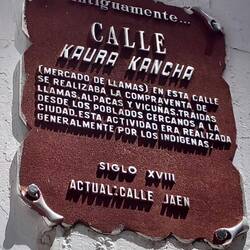 antiguamente...
CALLE
KAURA KANCHA
(MERCADO DE LLAMAS) EN ESTA CALLE
SE REALIZABA LA COMPRAVENTA DE
LLAMAS, ALPACAS Y VICUÑAS, TRAIDAS
DESDE LOS POBLADOS CERCANOS A LA
CIUDAD. ESTA ACTIVIDAD ERA REALIZADA
GENERALMENTE POR LOS INDIGENAS.
SIGLO XVIII
ACTUAL: CALLE JAEN